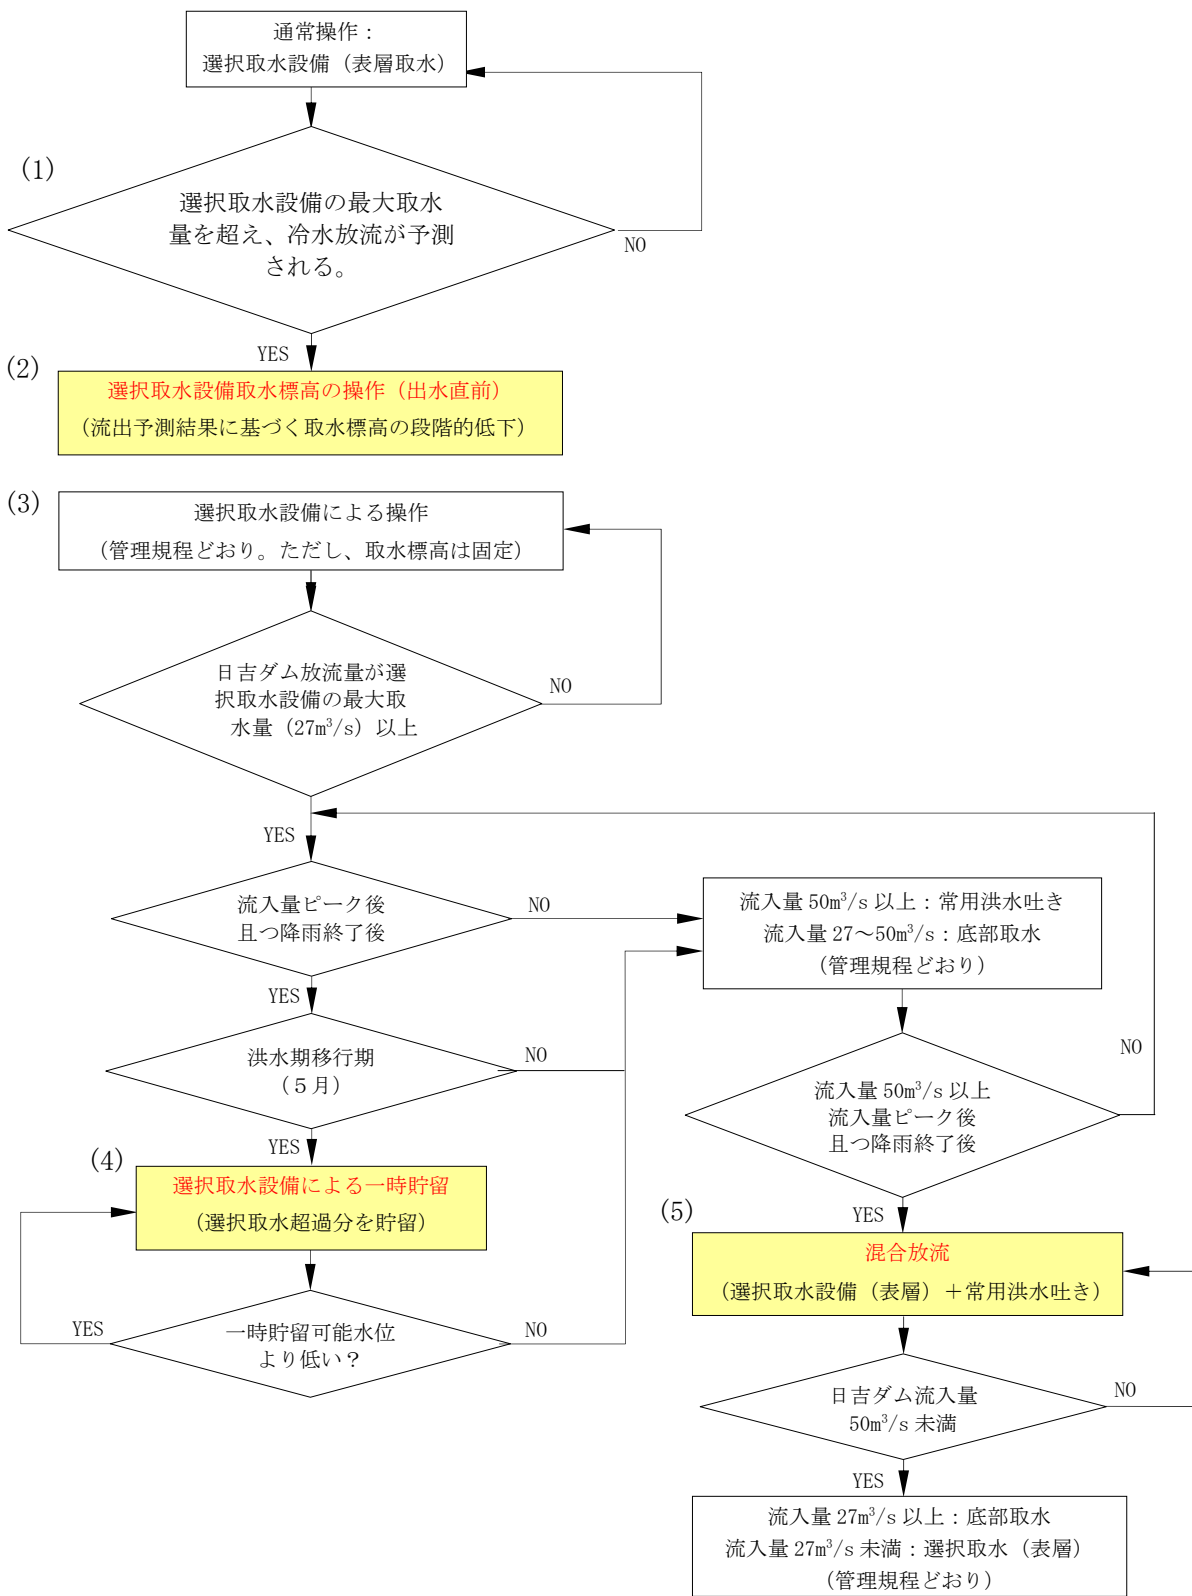 通常操作：
選択取水設備（表層取水）
(1)
選択取水設備の最大取水
量を超え、冷水放流が予測
される。
NO
YES
(2)
選択取水設備取水標高の操作（出水直前）
（流出予測結果に基づく取水標高の段階的低下）
(3)
選択取水設備による操作
（管理規程どおり。ただし、取水標高は固定）
日吉ダム放流量が選
択取水設備の最大取
水量（27m³/s）以上
NO
YES
流入量ピーク後
且つ降雨終了後
NO
流入量 50m³/s 以上：常用洪水吐き
流入量 27～50m³/s：底部取水
（管理規程どおり）
YES
洪水期移行期
（５月）
NO
NO
流入量 50m³/s 以上
流入量ピーク後
且つ降雨終了後
YES
(4)
選択取水設備による一時貯留
（選択取水超過分を貯留）
YES
一時貯留可能水位
より低い？
NO
YES
(5)
混合放流
（選択取水設備（表層）＋常用洪水吐き）
日吉ダム流入量
50m³/s 未満
NO
YES
流入量 27m³/s 以上：底部取水
流入量 27m³/s 未満：選択取水（表層）
（管理規程どおり）